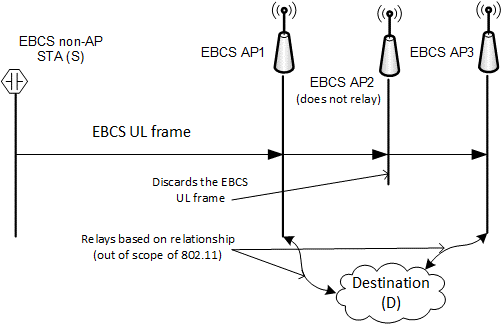 EBCS non-AP
STA (S)
EBCS AP1
EBCS AP2
(does not relay)
EBCS AP3
EBCS UL frame
Discards the EBCS
UL frame
Relays based on relationship
(out of scope of 802.11)
Destination
(D)